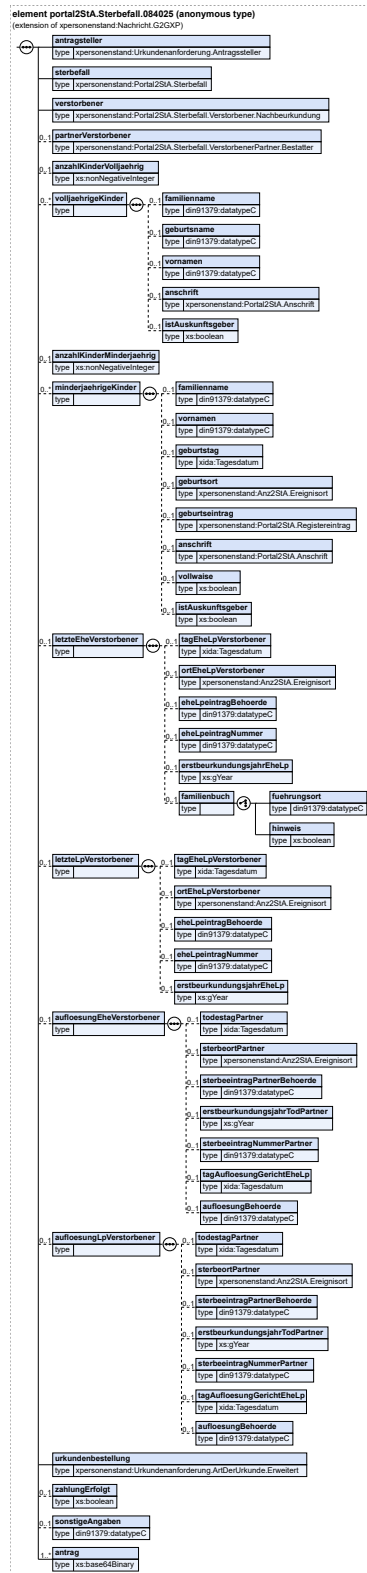 element portal2StA.Sterbefall.084025 (anonymous type)
(extension of xpersonenstand:Nachricht.G2GXP)
antragsteller
type xpersonenstand:Urkundenanforderung.Antragssteller
sterbefall
type xpersonenstand:Portal2StA.Sterbefall
verstorbener
type xpersonenstand:Portal2StA.Sterbefall.Verstorbener.Nachbeurkundung
0..1 partnerVerstorbener
type xpersonenstand:Portal2StA.Sterbefall.VerstorbenerPartner.Bestatter
0..1 anzahlKinderVolljaehrig
type xs:nonNegativeInteger
0..* volljaehrigeKinder
type
0..1 familienname
type din91379:datatypeC
0..1 geburtsname
type din91379:datatypeC
0..1 vornamen
type din91379:datatypeC
0..1 anschrift
type xpersonenstand:Portal2StA.Anschrift
0..1 istAuskunftsgeber
type xs:boolean
0..1 anzahlKinderMinderjaehrig
type xs:nonNegativeInteger
0..* minderjaehrigeKinder
type
0..1 familienname
type din91379:datatypeC
0..1 vornamen
type din91379:datatypeC
0..1 geburtstag
type xida:Tagesdatum
0..1 geburtsort
type xpersonenstand:Anz2StA.Ereignisort
0..1 geburtseintrag
type xpersonenstand:Portal2StA.Registereintrag
0..1 anschrift
type xpersonenstand:Portal2StA.Anschrift
0..1 vollwaise
type xs:boolean
0..1 istAuskunftsgeber
type xs:boolean
0..1 letzteEheVerstorbener
type
0..1 tagEheLpVerstorbener
type xida:Tagesdatum
0..1 ortEheLpVerstorbener
type xpersonenstand:Anz2StA.Ereignisort
0..1 eheLpeintragBehoerde
type din91379:datatypeC
0..1 eheLpeintragNummer
type din91379:datatypeC
0..1 erstbeurkundungsjahrEheLp
type xs:gYear
0..1 familienbuch
type
fuehrungsort
type din91379:datatypeC
hinweis
type xs:boolean
0..1 letzteLpVerstorbener
type
0..1 tagEheLpVerstorbener
type xida:Tagesdatum
0..1 ortEheLpVerstorbener
type xpersonenstand:Anz2StA.Ereignisort
0..1 eheLpeintragBehoerde
type din91379:datatypeC
0..1 eheLpeintragNummer
type din91379:datatypeC
0..1 erstbeurkundungsjahrEheLp
type xs:gYear
0..1 aufloesungEheVerstorbener
type
0..1 todestagPartner
type xida:Tagesdatum
0..1 sterbeortPartner
type xpersonenstand:Anz2StA.Ereignisort
0..1 sterbeeintragPartnerBehoerde
type din91379:datatypeC
0..1 erstbeurkundungsjahrTodPartner
type xs:gYear
0..1 sterbeeintragNummerPartner
type din91379:datatypeC
0..1 tagAufloesungGerichtEheLp
type xida:Tagesdatum
0..1 aufloesungBehoerde
type din91379:datatypeC
0..1 aufloesungLpVerstorbener
type
0..1 todestagPartner
type xida:Tagesdatum
0..1 sterbeortPartner
type xpersonenstand:Anz2StA.Ereignisort
0..1 sterbeeintragPartnerBehoerde
type din91379:datatypeC
0..1 erstbeurkundungsjahrTodPartner
type xs:gYear
0..1 sterbeeintragNummerPartner
type din91379:datatypeC
0..1 tagAufloesungGerichtEheLp
type xida:Tagesdatum
0..1 aufloesungBehoerde
type din91379:datatypeC
urkundenbestellung
type xpersonenstand:Urkundenanforderung.ArtDerUrkunde.Erweitert
0..1 zahlungErfolgt
type xs:boolean
0..1 sonstigeAngaben
type din91379:datatypeC
1..* antrag
type xs:base64Binary